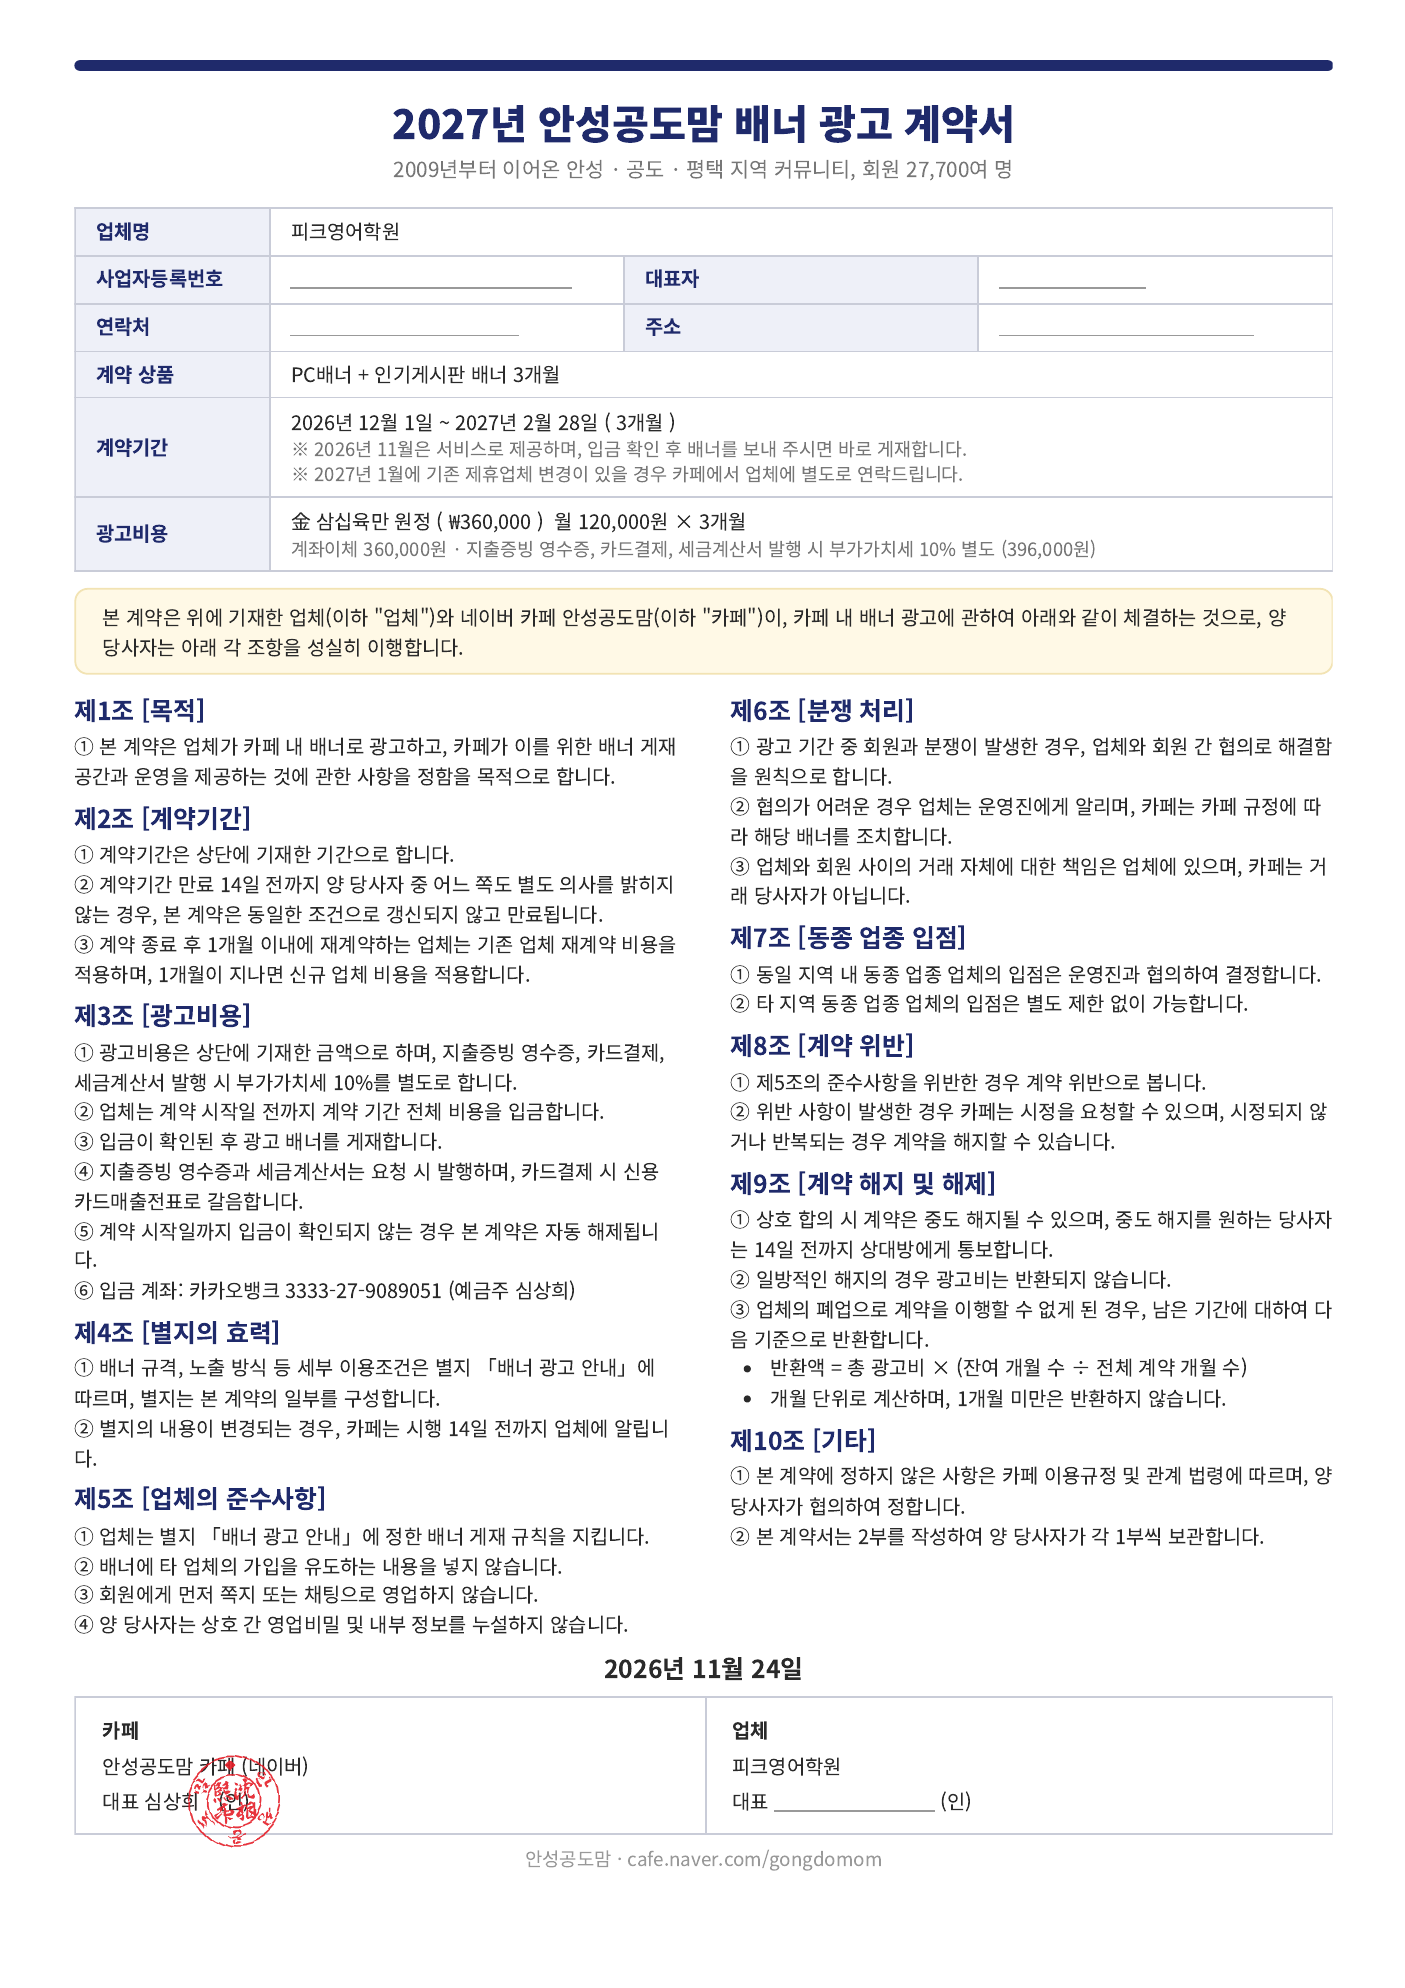 2027년 안성공도맘 배너 광고 계약서
2009년부터 이어온 안성 · 공도 · 평택 지역 커뮤니티, 회원 27,700여 명
업체명 피크영어학원
사업자등록번호 대표자
연락처 주소
계약 상품 PC배너 + 인기게시판 배너 3개월
계약기간
2026년 12월 1일 ~ 2027년 2월 28일 ( 3개월 )
※ 2026년 11월은 서비스로 제공하며, 입금 확인 후 배너를 보내 주시면 바로 게재합니다.
※ 2027년 1월에 기존 제휴업체 변경이 있을 경우 카페에서 업체에 별도로 연락드립니다.
광고비용
金 삼십육만 원정 ( ₩360,000 ) 월 120,000원 × 3개월
계좌이체 360,000원 · 지출증빙 영수증, 카드결제, 세금계산서 발행 시 부가가치세 10% 별도 (396,000원)
본 계약은 위에 기재한 업체(이하 "업체")와 네이버 카페 안성공도맘(이하 "카페")이, 카페 내 배너 광고에 관하여 아래와 같이 체결하는 것으로, 양
당사자는 아래 각 조항을 성실히 이행합니다.
제1조 [목적]
① 본 계약은 업체가 카페 내 배너로 광고하고, 카페가 이를 위한 배너 게재
공간과 운영을 제공하는 것에 관한 사항을 정함을 목적으로 합니다.
제2조 [계약기간]
① 계약기간은 상단에 기재한 기간으로 합니다.
② 계약기간 만료 14일 전까지 양 당사자 중 어느 쪽도 별도 의사를 밝히지
않는 경우, 본 계약은 동일한 조건으로 갱신되지 않고 만료됩니다.
③ 계약 종료 후 1개월 이내에 재계약하는 업체는 기존 업체 재계약 비용을
적용하며, 1개월이 지나면 신규 업체 비용을 적용합니다.
제3조 [광고비용]
① 광고비용은 상단에 기재한 금액으로 하며, 지출증빙 영수증, 카드결제,
세금계산서 발행 시 부가가치세 10%를 별도로 합니다.
② 업체는 계약 시작일 전까지 계약 기간 전체 비용을 입금합니다.
③ 입금이 확인된 후 광고 배너를 게재합니다.
④ 지출증빙 영수증과 세금계산서는 요청 시 발행하며, 카드결제 시 신용
카드매출전표로 갈음합니다.
⑤ 계약 시작일까지 입금이 확인되지 않는 경우 본 계약은 자동 해제됩니
다.
⑥ 입금 계좌: 카카오뱅크 3333-27-9089051 (예금주 심상희)
제4조 [별지의 효력]
① 배너 규격, 노출 방식 등 세부 이용조건은 별지 「배너 광고 안내」에
따르며, 별지는 본 계약의 일부를 구성합니다.
② 별지의 내용이 변경되는 경우, 카페는 시행 14일 전까지 업체에 알립니
다.
제5조 [업체의 준수사항]
① 업체는 별지 「배너 광고 안내」에 정한 배너 게재 규칙을 지킵니다.
② 배너에 타 업체의 가입을 유도하는 내용을 넣지 않습니다.
③ 회원에게 먼저 쪽지 또는 채팅으로 영업하지 않습니다.
④ 양 당사자는 상호 간 영업비밀 및 내부 정보를 누설하지 않습니다.
제6조 [분쟁 처리]
① 광고 기간 중 회원과 분쟁이 발생한 경우, 업체와 회원 간 협의로 해결함
을 원칙으로 합니다.
② 협의가 어려운 경우 업체는 운영진에게 알리며, 카페는 카페 규정에 따
라 해당 배너를 조치합니다.
③ 업체와 회원 사이의 거래 자체에 대한 책임은 업체에 있으며, 카페는 거
래 당사자가 아닙니다.
제7조 [동종 업종 입점]
① 동일 지역 내 동종 업종 업체의 입점은 운영진과 협의하여 결정합니다.
② 타 지역 동종 업종 업체의 입점은 별도 제한 없이 가능합니다.
제8조 [계약 위반]
① 제5조의 준수사항을 위반한 경우 계약 위반으로 봅니다.
② 위반 사항이 발생한 경우 카페는 시정을 요청할 수 있으며, 시정되지 않
거나 반복되는 경우 계약을 해지할 수 있습니다.
제9조 [계약 해지 및 해제]
① 상호 합의 시 계약은 중도 해지될 수 있으며, 중도 해지를 원하는 당사자
는 14일 전까지 상대방에게 통보합니다.
② 일방적인 해지의 경우 광고비는 반환되지 않습니다.
③ 업체의 폐업으로 계약을 이행할 수 없게 된 경우, 남은 기간에 대하여 다
음 기준으로 반환합니다.
• 반환액 = 총 광고비 × (잔여 개월 수 ÷ 전체 계약 개월 수)
• 개월 단위로 계산하며, 1개월 미만은 반환하지 않습니다.
제10조 [기타]
① 본 계약에 정하지 않은 사항은 카페 이용규정 및 관계 법령에 따르며, 양
당사자가 협의하여 정합니다.
② 본 계약서는 2부를 작성하여 양 당사자가 각 1부씩 보관합니다.
2026년 11월 24일
카페
안성공도맘 카페 (네이버)
대표 심상희 (인)
업체
피크영어학원
대표 (인)
안성공도맘 · cafe.naver.com/gongdomom